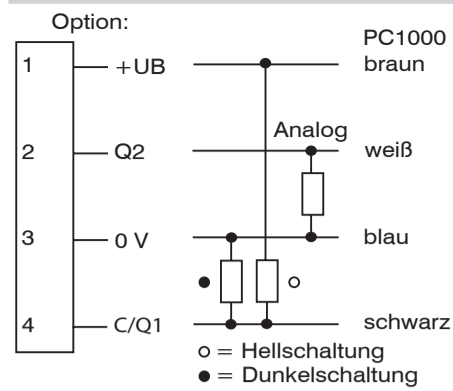 Option:
PC1000
1 +UB braun
Analog
2 Q2 weiß
3 0 V blau
4 C/Q1 schwarz
○ = Hellschaltung
● = Dunkelschaltung